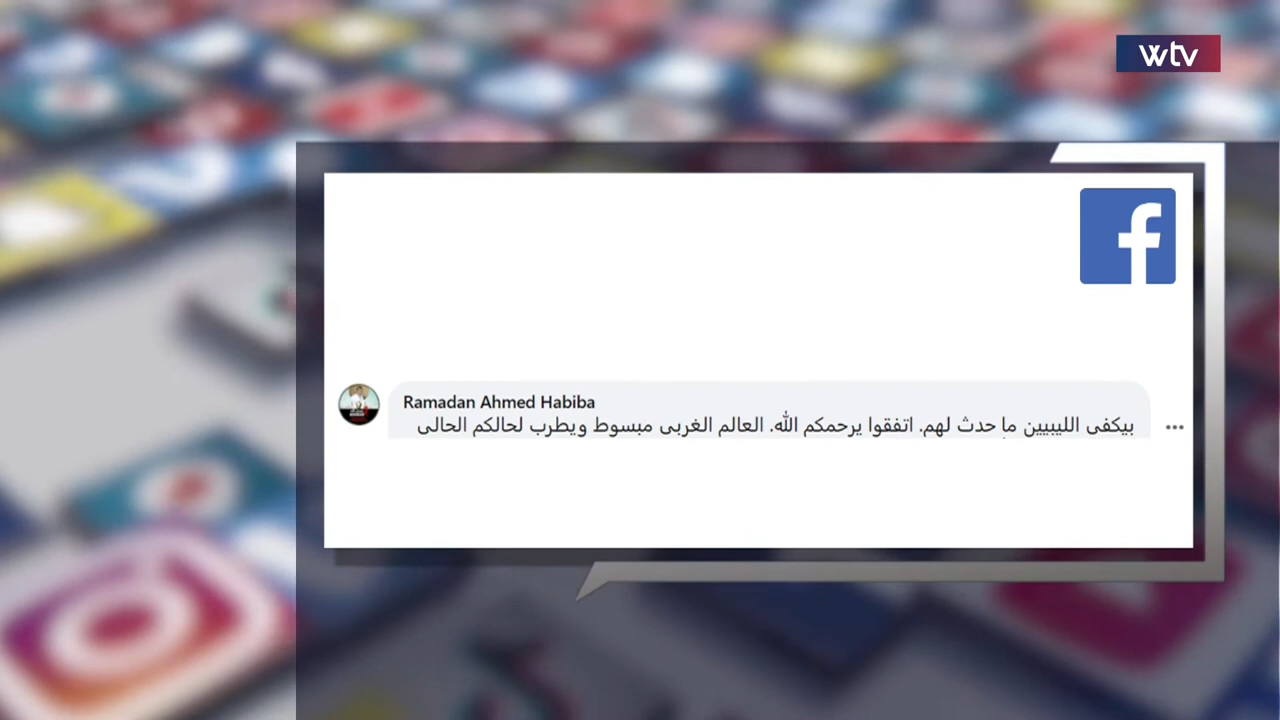 wtv
Ramadan Ahmed Habiba
بيكفى الليبيين ما حدث لهم. اتفقوا يرحمكم الله. العالم الغربى مبسوط ويطرب لحالكم الحالى